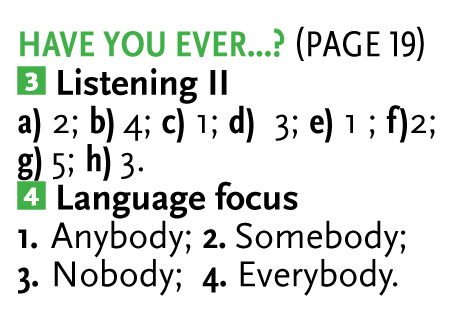 HAVE YOU EVER...? (PAGE 19)
3 Listening II
a) 2; b) 4; c) 1; d) 3; e) 1 ; f)2;
g) 5; h) 3.
4 Language focus
1. Anybody; 2. Somebody;
3. Nobody; 4. Everybody.